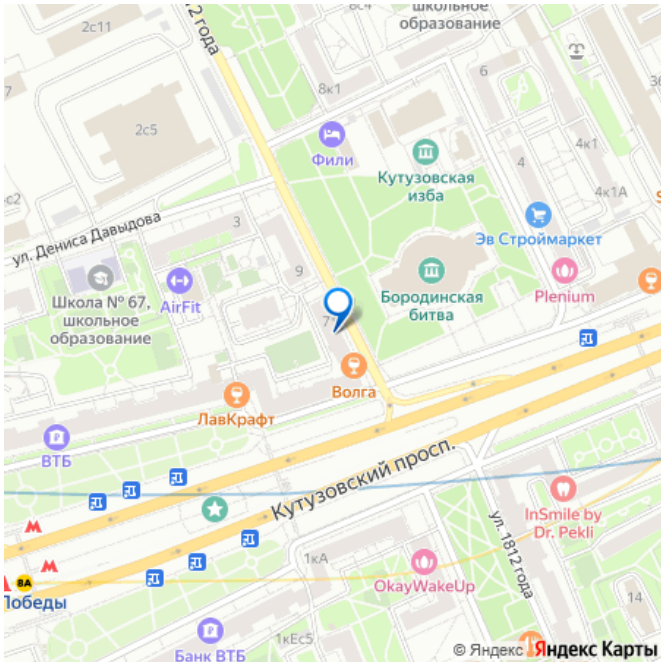 2с11
12 года
8с4
школьное
образование
/7
8к1
6
2с5
Фили
Кутузовская
изба
4
4к1
4к1А
с2
ул. Дениса Давыдова
3
Эв Строймаркет
9
Школа № 67,
школьное
образование
AirFit
7
Бородинская
битва
Plenium
Волга
ЛавКрафт
ВТБ
Кутузовский просп.
InSmile by
Dr. Pekli
ул. 1812 года
1кА
OkayWakeUp
8А
Победы
14
1кЕс5
Банк ВТБ
© Яндекс Яндекс Карты